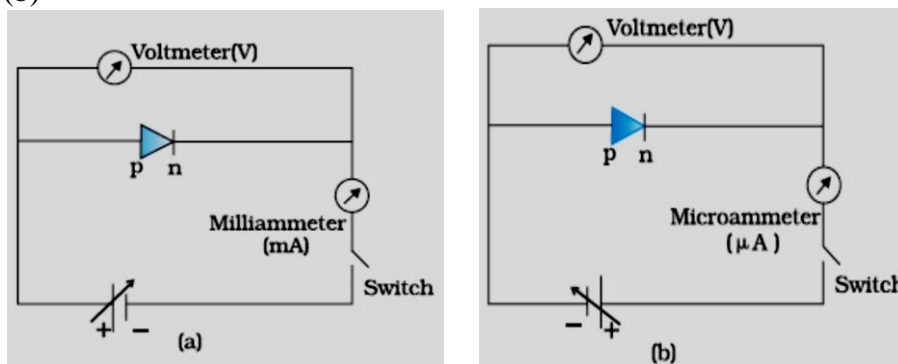 (b)
Voltmeter(V)
p n
Milliammeter
(mA)
Switch
+ −
(a)
Voltmeter(V)
p n
Microammeter
(μA)
Switch
− +
(b)